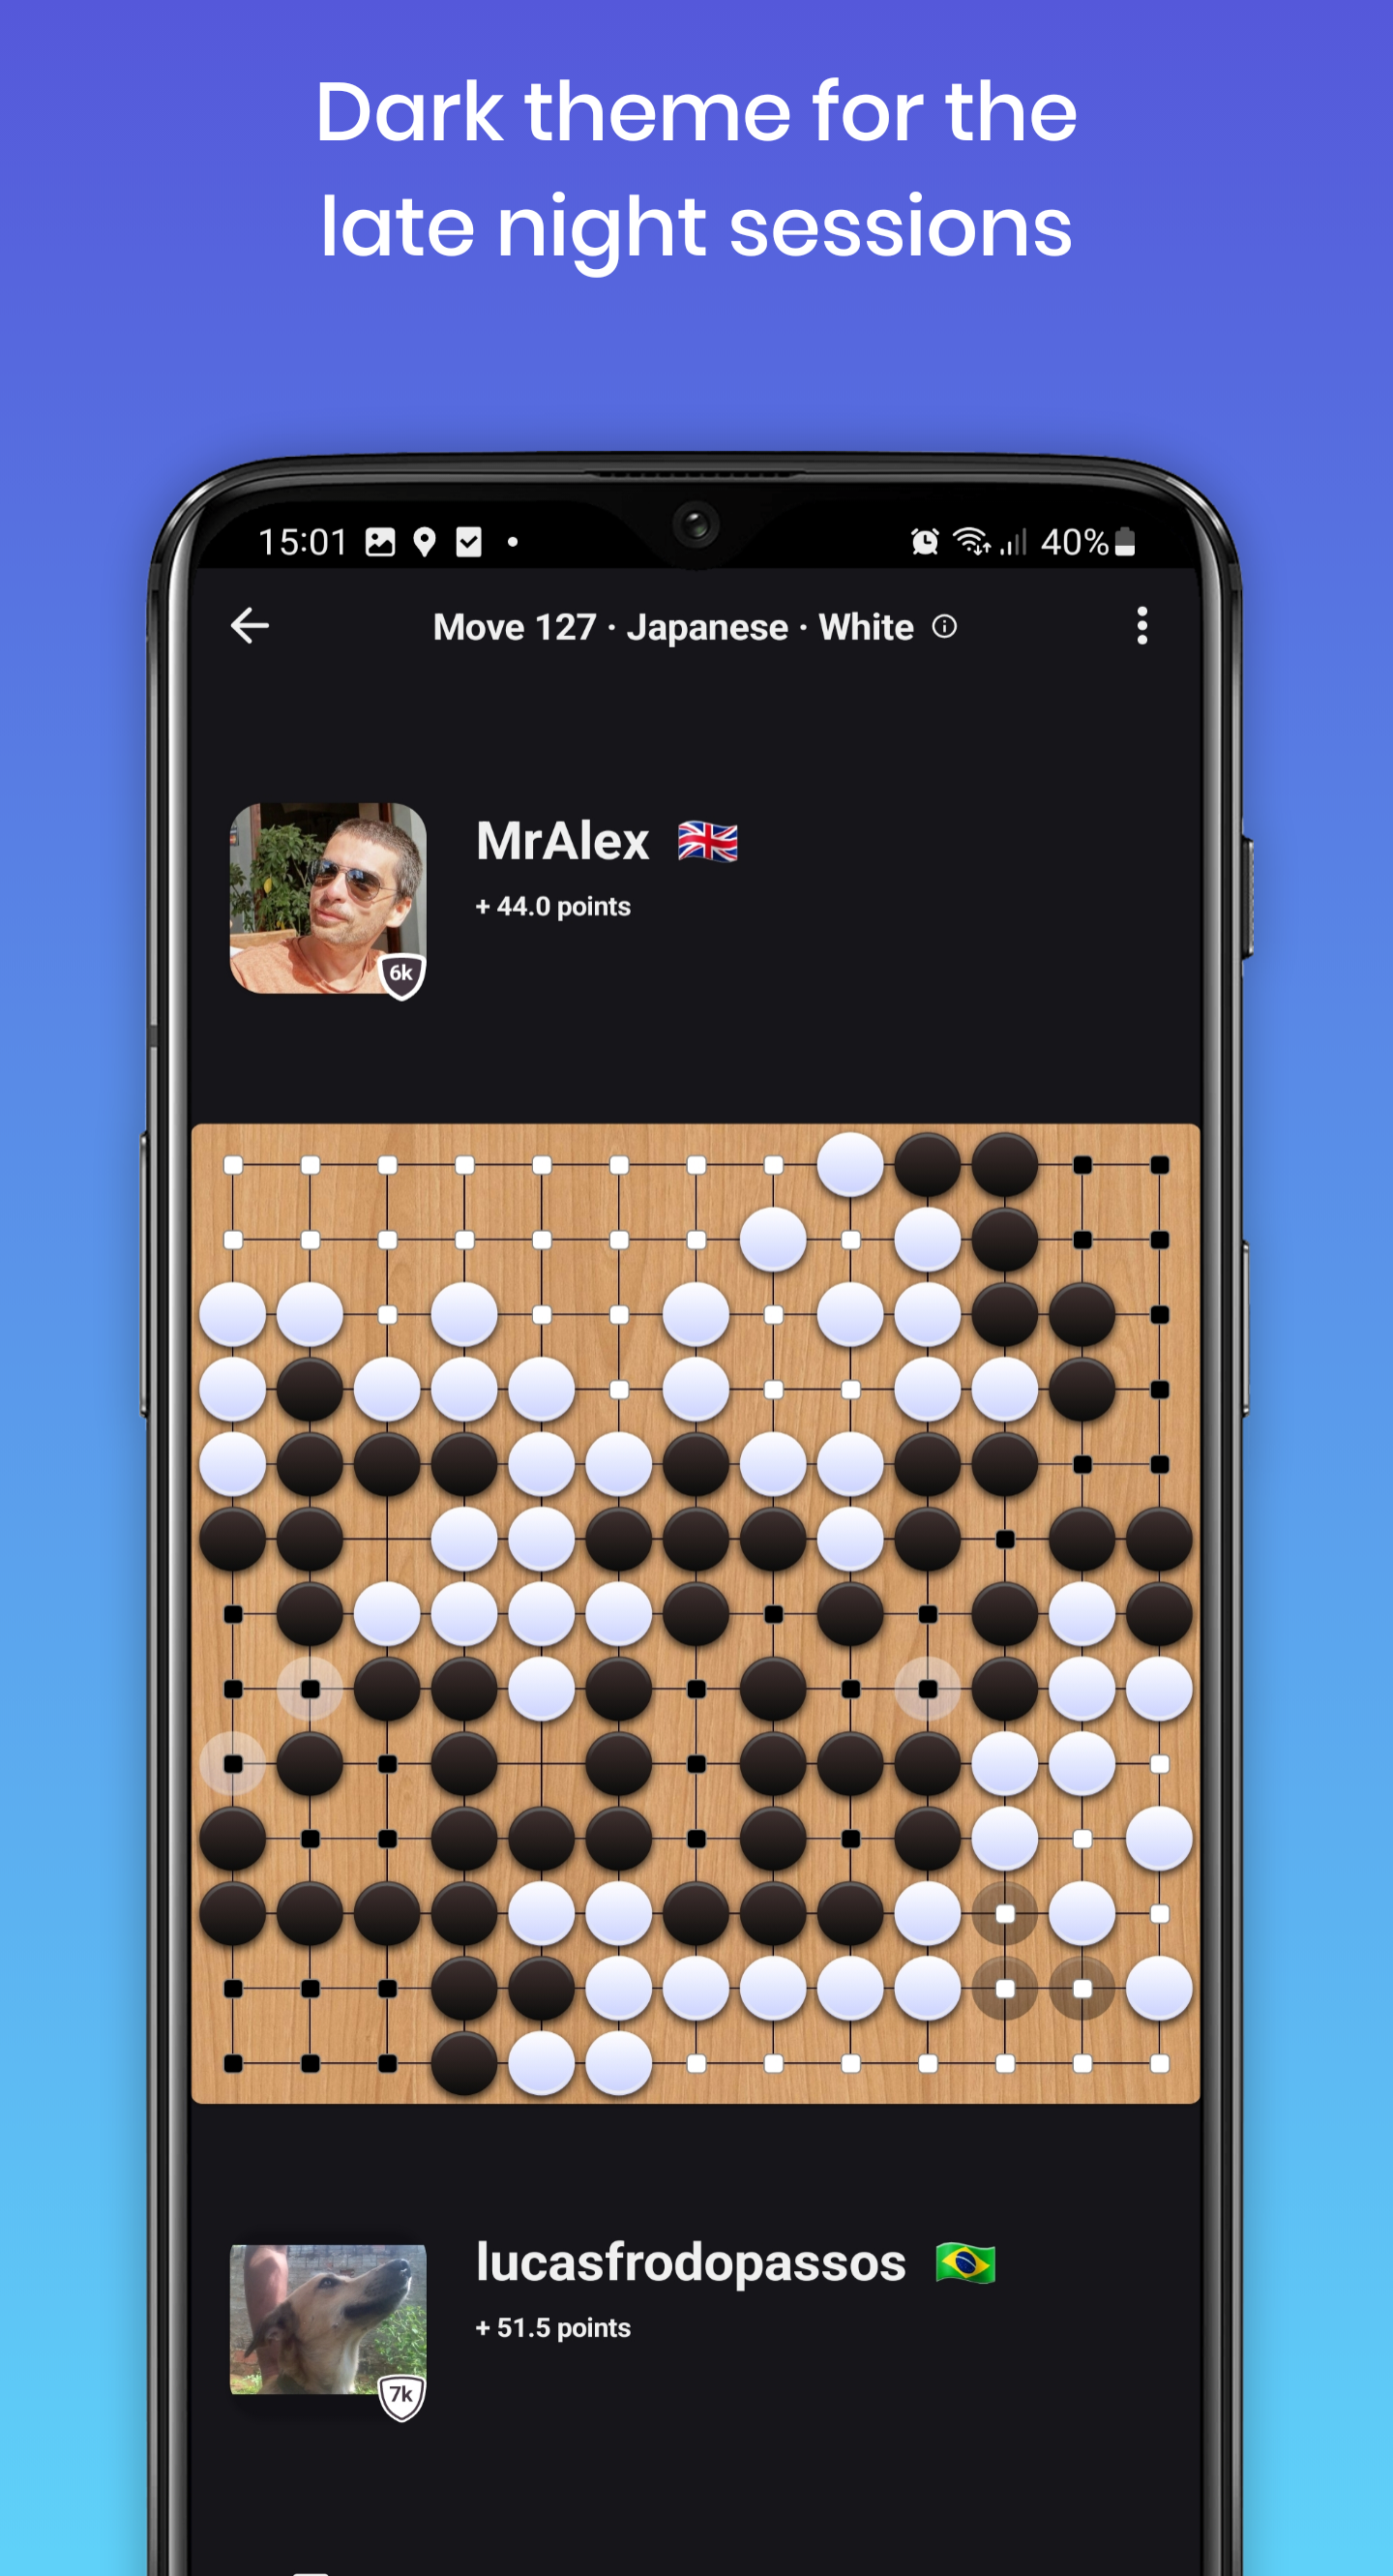 Dark theme for the
late night sessions
15:01 40%
Move 127 · Japanese · White
MrAlex
+ 44.0 points
6k
lucasfrodopassos
+ 51.5 points
7k